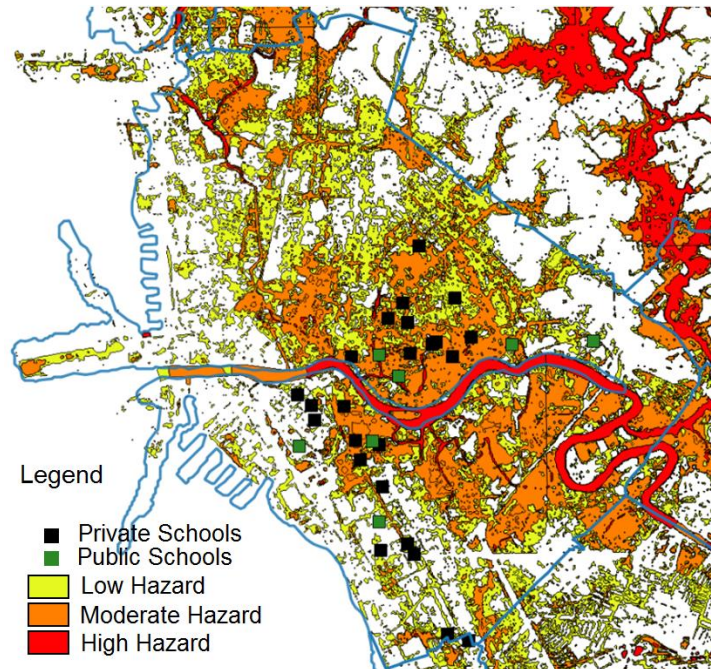 Legend
Private Schools
Public Schools
Low Hazard
Moderate Hazard
High Hazard